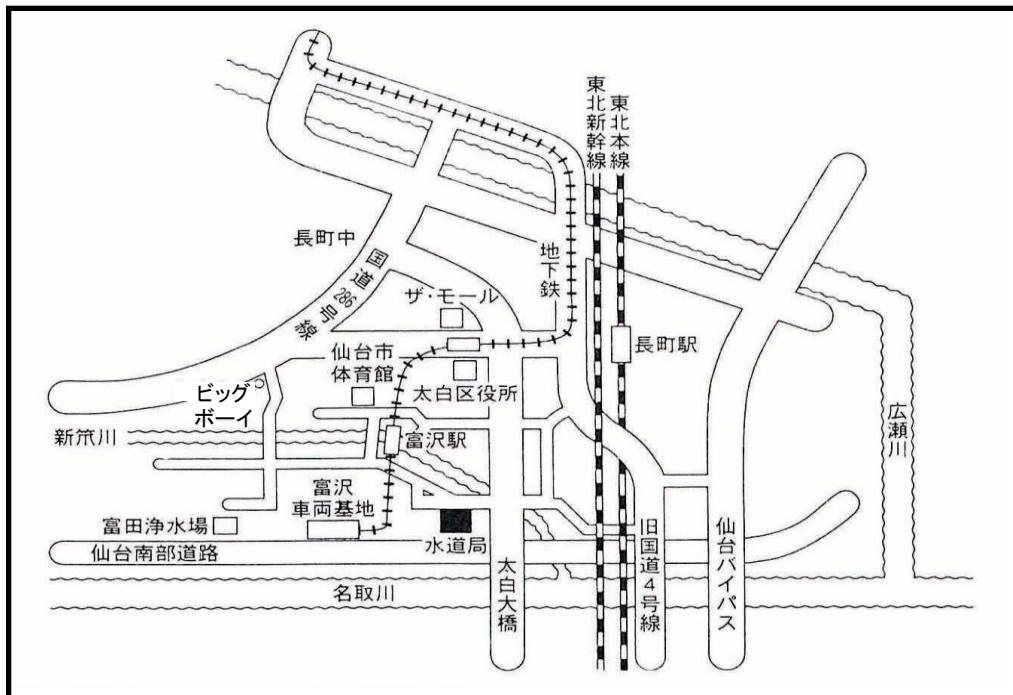 東北新幹線
東北本線
長町中
国道286号線
地下鉄
ザ・モール
長町駅
仙台市
体育館
太白区役所
ビッグ
ボーイ
広瀬川
新笊川
富沢駅
富沢
車両基地
富田浄水場
水道局
仙台南部道路
太白大橋
旧国道4号線
仙台バイパス
名取川